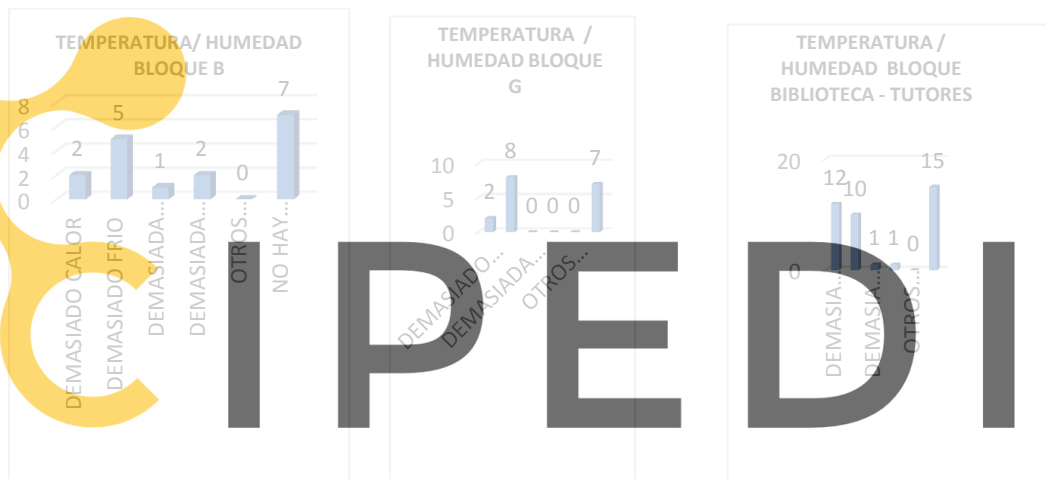 TEMPERATURA/ HUMEDAD
BLOQUE B
8
6
4
2
0
2
5
1
2
0
7
DEMASIADO CALOR
DEMASIADO FRIO
DEMASIADA...
DEMASIADA...
OTROS...
NO HAY...
TEMPERATURA /
HUMEDAD BLOQUE
G
10
5
0
2
8
0
0
0
7
DEMASIADO...
DEMASIADA...
OTROS...
TEMPERATURA /
HUMEDAD BLOQUE
BIBLIOTECA - TUTORES
20
0
12
10
1
1
0
15
DEMASIA...
DEMASIA...
OTROS...
CIPEDI